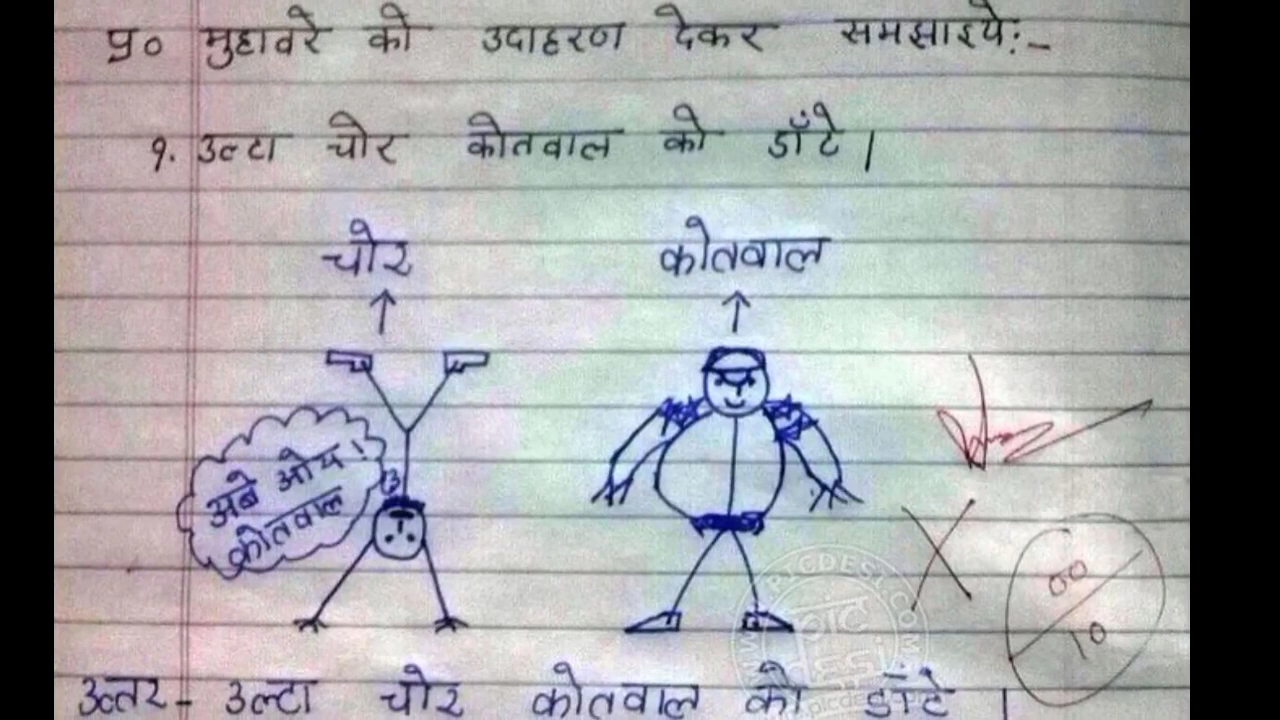 प्र० मुहावरे को उदाहरण देकर समझाइये:-
१. उल्टा चोर कोतवाल को डाँटे।
चोर
कोतवाल
अबे ओय!
कोतवाल
00
10
उत्तर- उल्टा चोर कोतवाल को डाँटे।